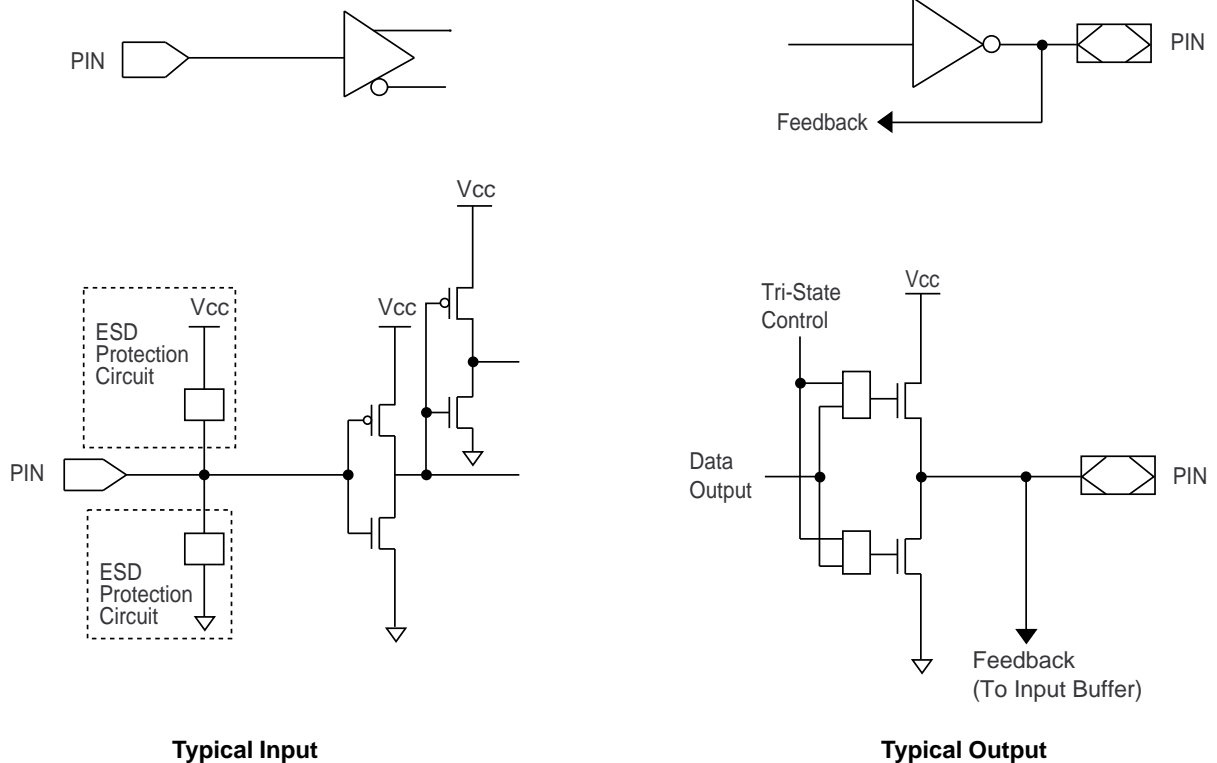 PIN
Feedback
PIN
Vcc
Vcc
ESD
Protection
Circuit
Vcc
PIN
ESD
Protection
Circuit
Tri-State
Control
Vcc
Data
Output
PIN
Feedback
(To Input Buffer)
Typical Input
Typical Output